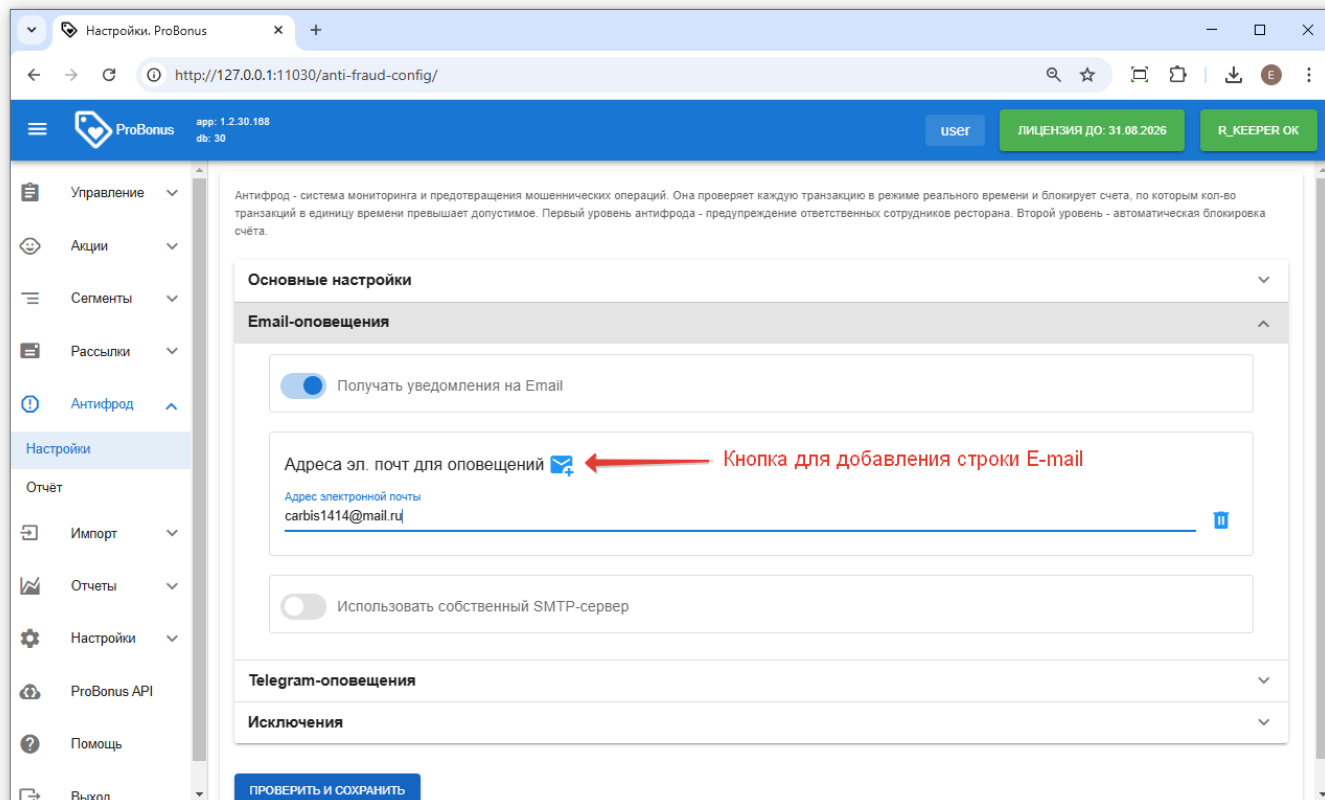 Настройки. ProBonus
http://127.0.0.1:11030/anti-fraud-config/
E
ProBonus
app: 1.2.30.168
db: 30
user
ЛИЦЕНЗИЯ ДО: 31.08.2026
R_KEEPER OK
Управление
Акции
Сегменты
Рассылки
Антифрод
Настройки
Отчёт
Импорт
Отчеты
Настройки
ProBonus API
Помощь
Выход
Антифрод - система мониторинга и предотвращения мошеннических операций. Она проверяет каждую транзакцию в режиме реального времени и блокирует счета, по которым кол-во
транзакций в единицу времени превышает допустимое. Первый уровень антифрода - предупреждение ответственных сотрудников ресторана. Второй уровень - автоматическая блокировка
счёта.
Основные настройки
Email-оповещения
Получать уведомления на Email
Адреса эл. почт для оповещений
Кнопка для добавления строки E-mail
Адрес электронной почты
carbis1414@mail.ru
Использовать собственный SMTP-сервер
Telegram-оповещения
Исключения
ПРОВЕРИТЬ И СОХРАНИТЬ